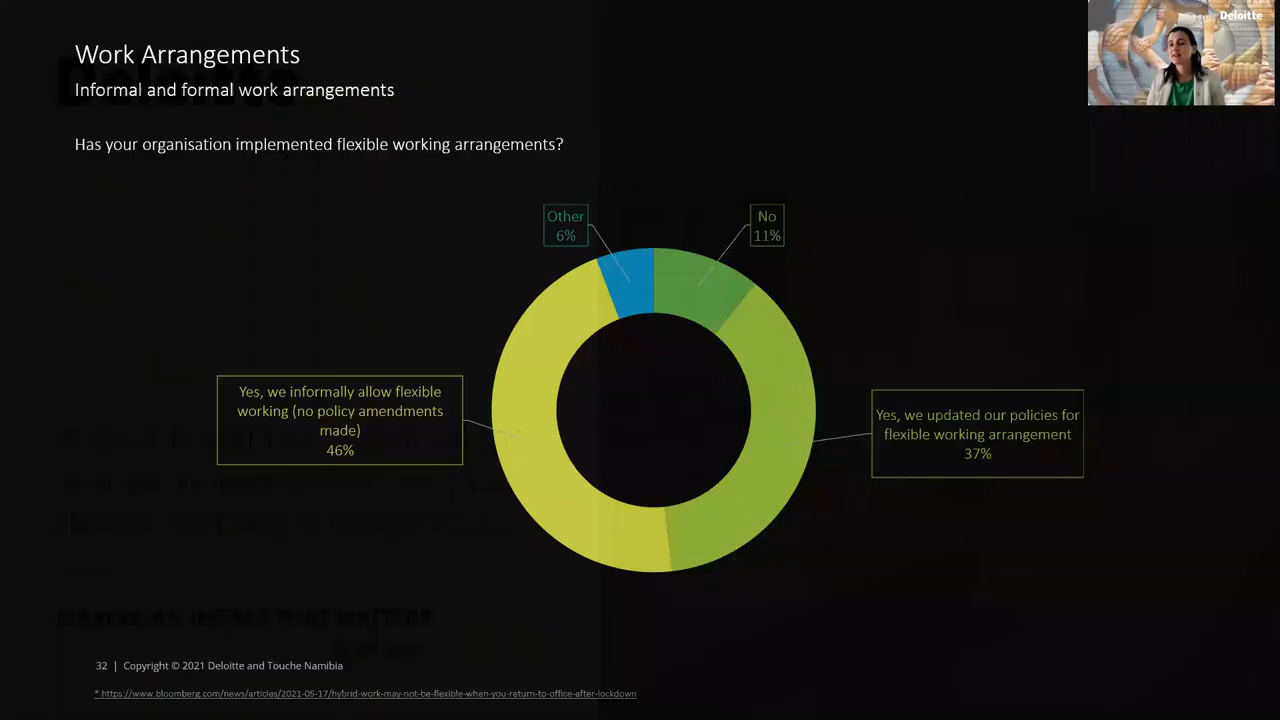 Deloitte
Work Arrangements
Informal and formal work arrangements
Has your organisation implemented flexible working arrangements?
Other
6%
No
11%
Yes, we informally allow flexible
working (no policy amendments
made)
46%
Yes, we updated our policies for
flexible working arrangement
37%
32 | Copyright © 2021 Deloitte and Touche Namibia
* https://www.bloomberg.com/news/articles/2021-05-17/hybrid-work-may-not-be-flexible-when-you-return-to-office-after-lockdown